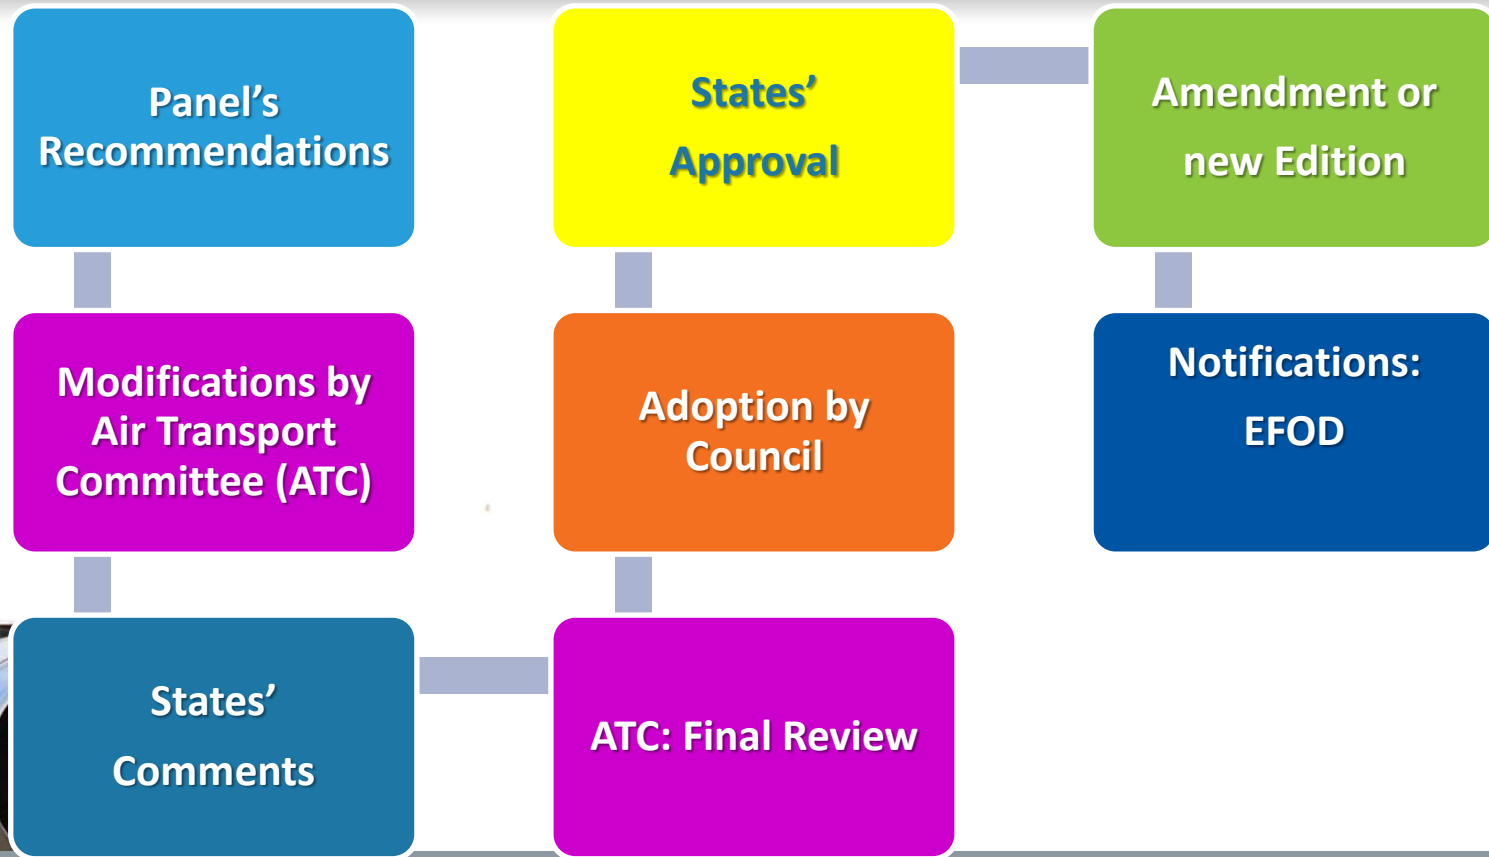 Panel’s
Recommendations
Modifications by
Air Transport
Committee (ATC)
States’
Comments
ATC: Final Review
Adoption by
Council
States’
Approval
Amendment or
new Edition
Notifications:
EFOD